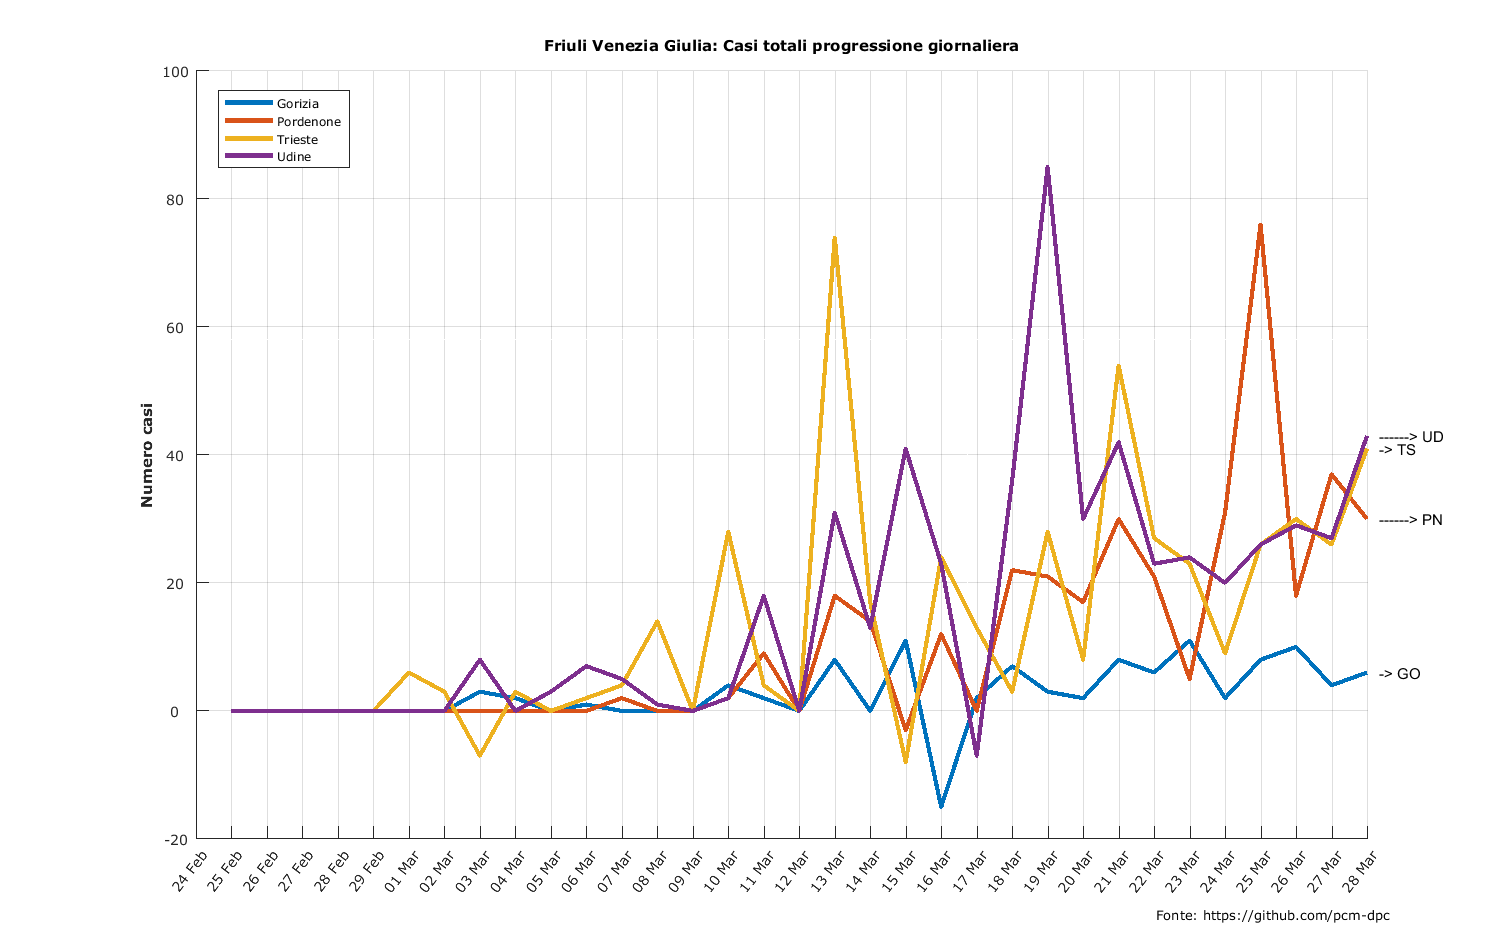 Friuli Venezia Giulia: Casi totali progressione giornaliera
100
80
60
40
20
0
-20
Numero casi
Gorizia
Pordenone
Trieste
Udine
------> UD
-> TS
------> PN
-> GO
24 Feb
25 Feb
26 Feb
27 Feb
28 Feb
29 Feb
01 Mar
02 Mar
03 Mar
04 Mar
05 Mar
06 Mar
07 Mar
08 Mar
09 Mar
10 Mar
11 Mar
12 Mar
13 Mar
14 Mar
15 Mar
16 Mar
17 Mar
18 Mar
19 Mar
20 Mar
21 Mar
22 Mar
23 Mar
24 Mar
25 Mar
26 Mar
27 Mar
28 Mar
Fonte: https://github.com/pcm-dpc